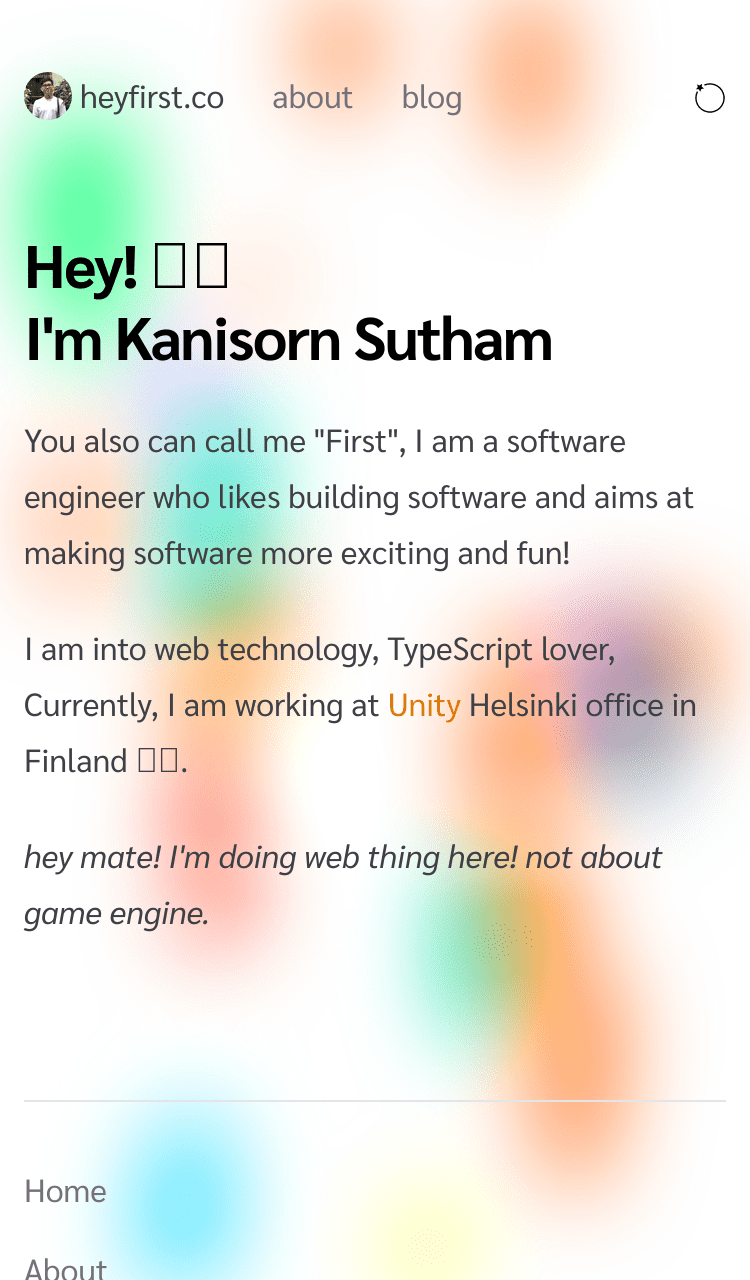 heyfirst.co about blog
Hey! 
I'm Kanisorn Sutham
You also can call me "First", I am a software
engineer who likes building software and aims at
making software more exciting and fun!
I am into web technology, TypeScript lover,
Currently, I am working at Unity Helsinki office in
Finland .
hey mate! I'm doing web thing here! not about
game engine.
Home
About